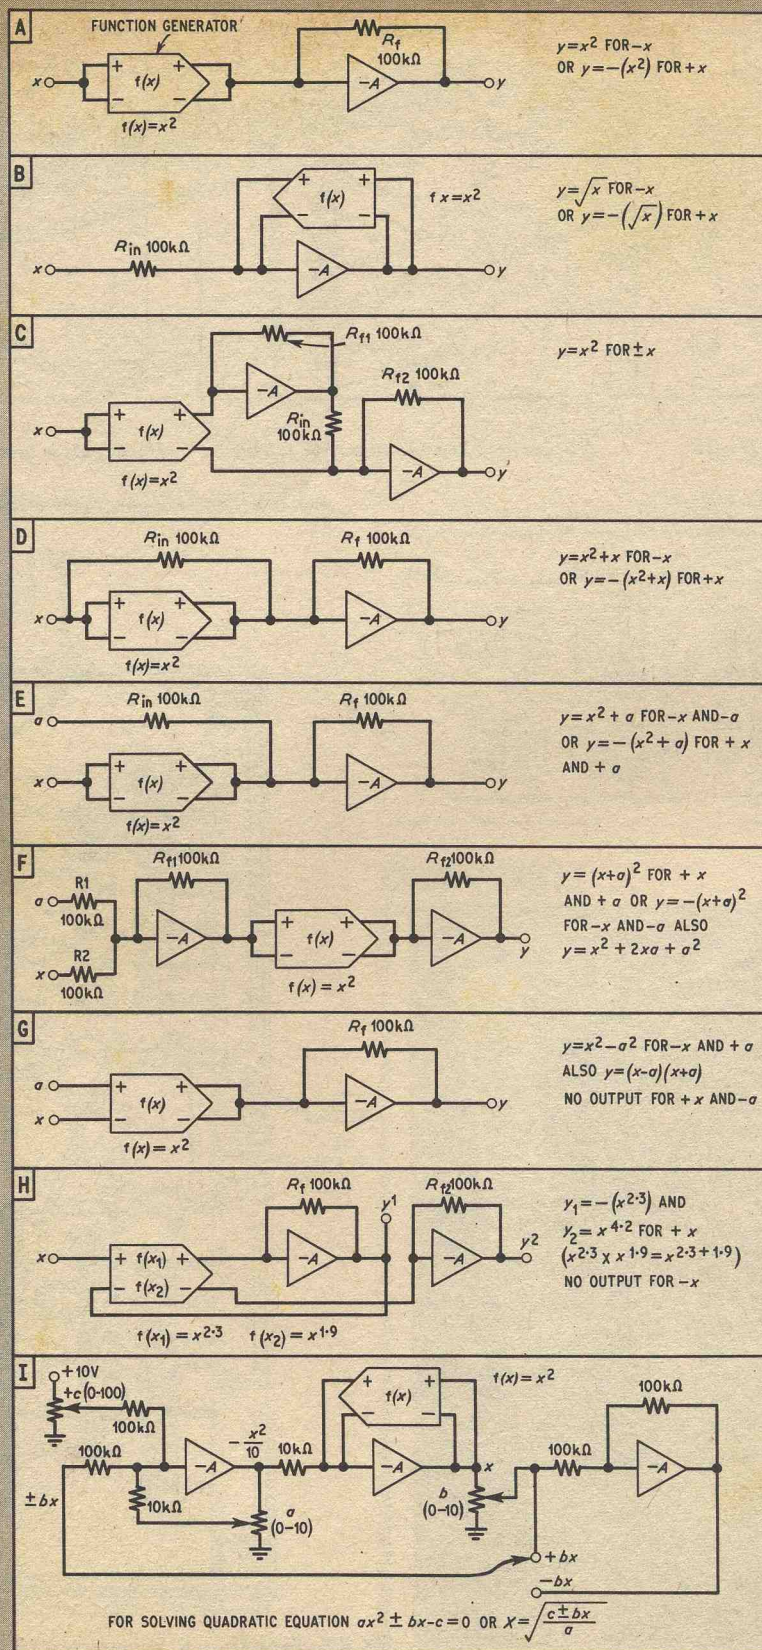 A
FUNCTION GENERATOR
x
+
−
f(x)
+
−
f(x)=x²
Rf
100kΩ
−A
y
y=x² FOR−x
OR y=−(x²) FOR+x
B
+
−
f(x)
+
−
f x=x²
Rin 100kΩ
x
−A
y
y=√x FOR−x
OR y=−(√x) FOR+x
C
Rf1 100kΩ
−A
Rf2 100kΩ
x
+
−
f(x)
+
−
Rin
100kΩ
f(x)=x²
−A
y
y=x² FOR±x
D
Rin 100kΩ
Rf 100kΩ
x
+
−
f(x)
+
−
f(x)=x²
−A
y
y=x²+x FOR−x
OR y=−(x²+x) FOR+x
E
Rin 100kΩ
Rf 100kΩ
a
x
+
−
f(x)
+
−
f(x)=x²
−A
y
y=x²+a FOR−x AND−a
OR y=−(x²+a) FOR + x
AND + a
F
Rf1100kΩ
Rf2100kΩ
a
R1
100kΩ
x
R2
100kΩ
−A
+
−
f(x)
+
−
f(x)=x²
−A
y
y=(x+a)² FOR + x
AND + a OR y=−(x+a)²
FOR−x AND−a ALSO
y=x²+2xa+a²
G
Rf 100kΩ
a
x
+
−
f(x)
+
−
f(x)=x²
−A
y
y=x²−a² FOR−x AND + a
ALSO y=(x-a)(x+a)
NO OUTPUT FOR +x AND−a
H
Rf 100kΩ
y1
Rf2100kΩ
x
+ f(x₁) +
− f(x₂) −
−A
−A
y2
f(x₁)=x²·³ f(x₂)=x¹·⁹
y₁=−(x²·³) AND
y₂=x⁴·² FOR + x
(x²·³ x x¹·⁹=x²·³⁺¹·⁹)
NO OUTPUT FOR −x
I
+10V
+c(0-100)
100kΩ
100kΩ
±bx
10kΩ
−A
−x²/10
10kΩ
a
(0–10)
+
−
f(x)
+
−
f(x)=x²
−A
x
b
(0–10)
100kΩ
100kΩ
−A
+bx
−bx
FOR SOLVING QUADRATIC EQUATION ax² ± bx-c=0 OR X=√(c±bx/a)